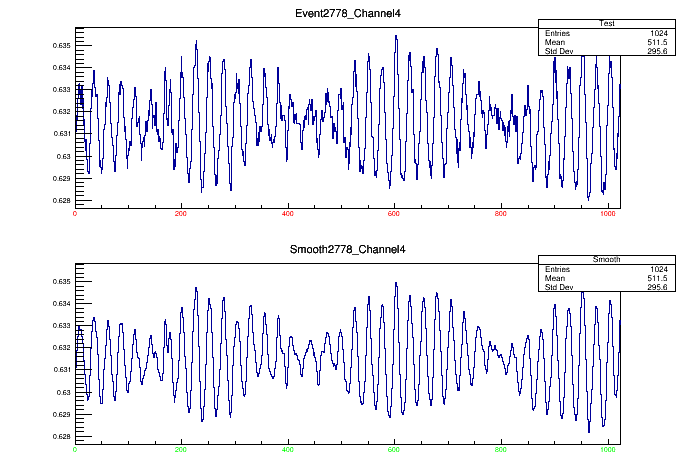 Event2778_Channel4
Test
Entries 1024
Mean 511.5
Std Dev 295.6
0.635
0.634
0.633
0.632
0.631
0.63
0.629
0.628
0 200 400 600 800 1000
Smooth2778_Channel4
Smooth
Entries 1024
Mean 511.5
Std Dev 295.6
0.635
0.634
0.633
0.632
0.631
0.63
0.629
0.628
0 200 400 600 800 1000